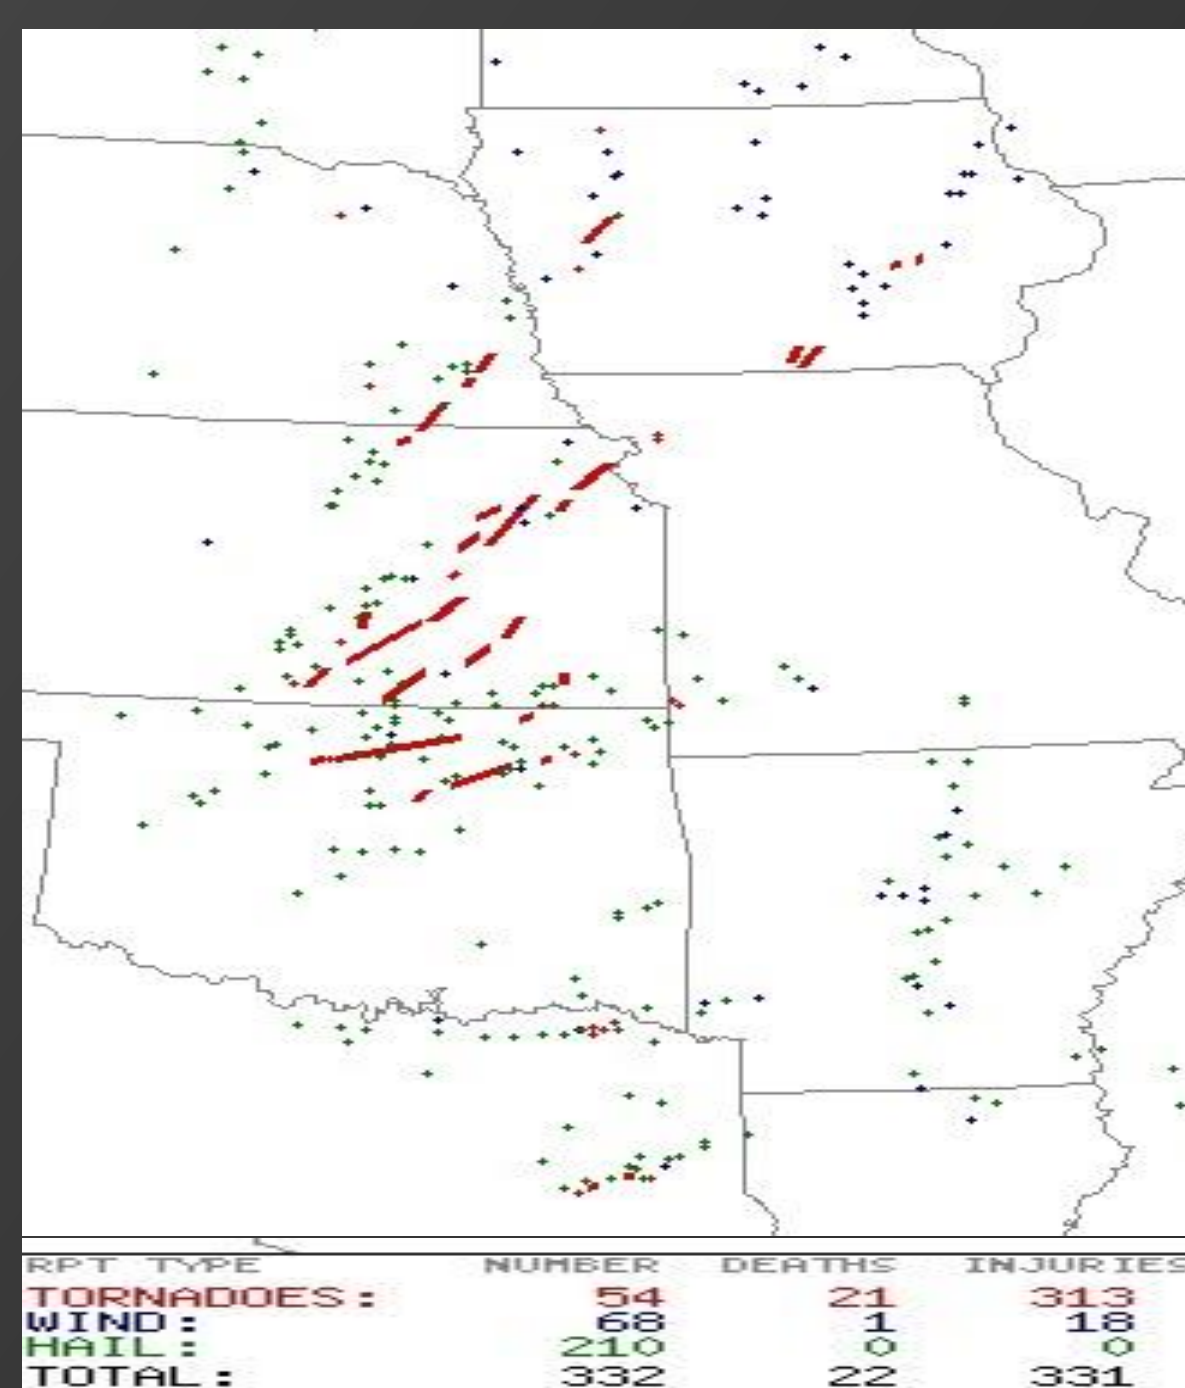 RPT TYPE NUMBER DEATHS INJURIES
TORNADOES: 54 21 313
WIND: 68 1 18
HAIL: 210 0 0
TOTAL: 332 22 331